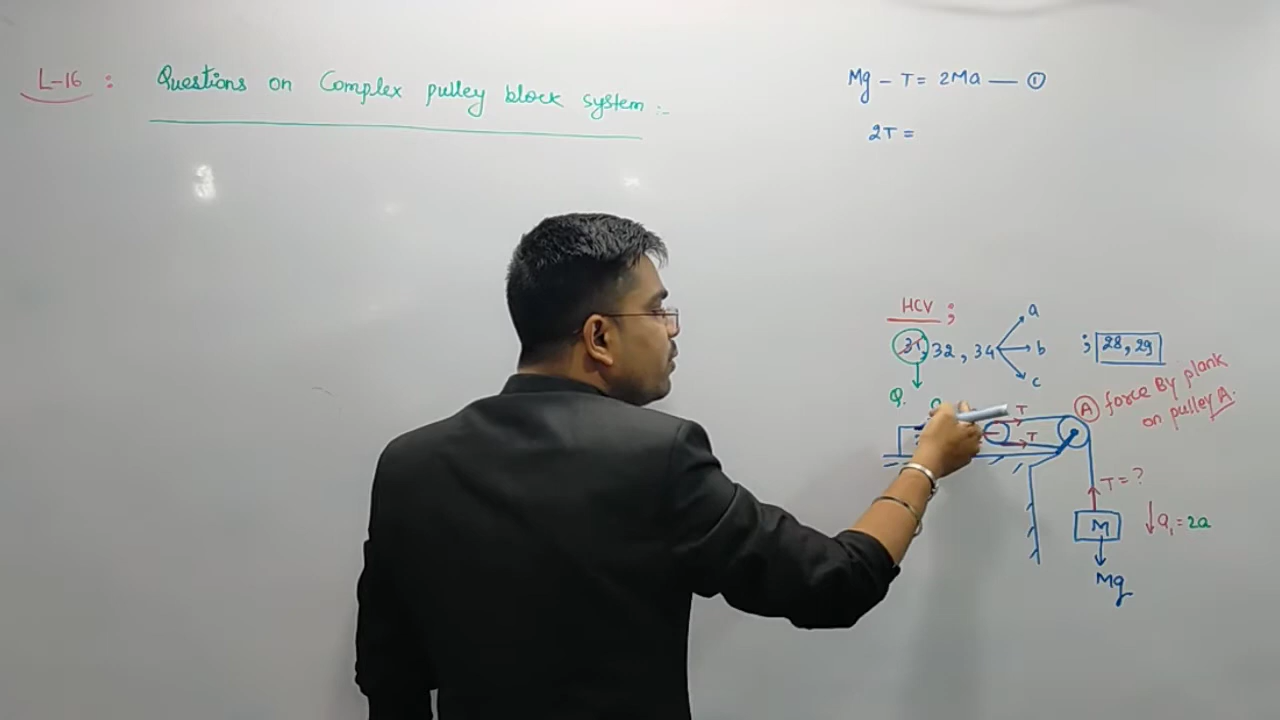 L-16 : Questions on Complex pulley block system :-
Mg - T = 2Ma — ①
2T =
HCV ;
31, 32, 34 a b c ; 28, 29
Q.
A force By plank
on pulley A.
T
T
T = ?
M a₁ = 2a
Mg